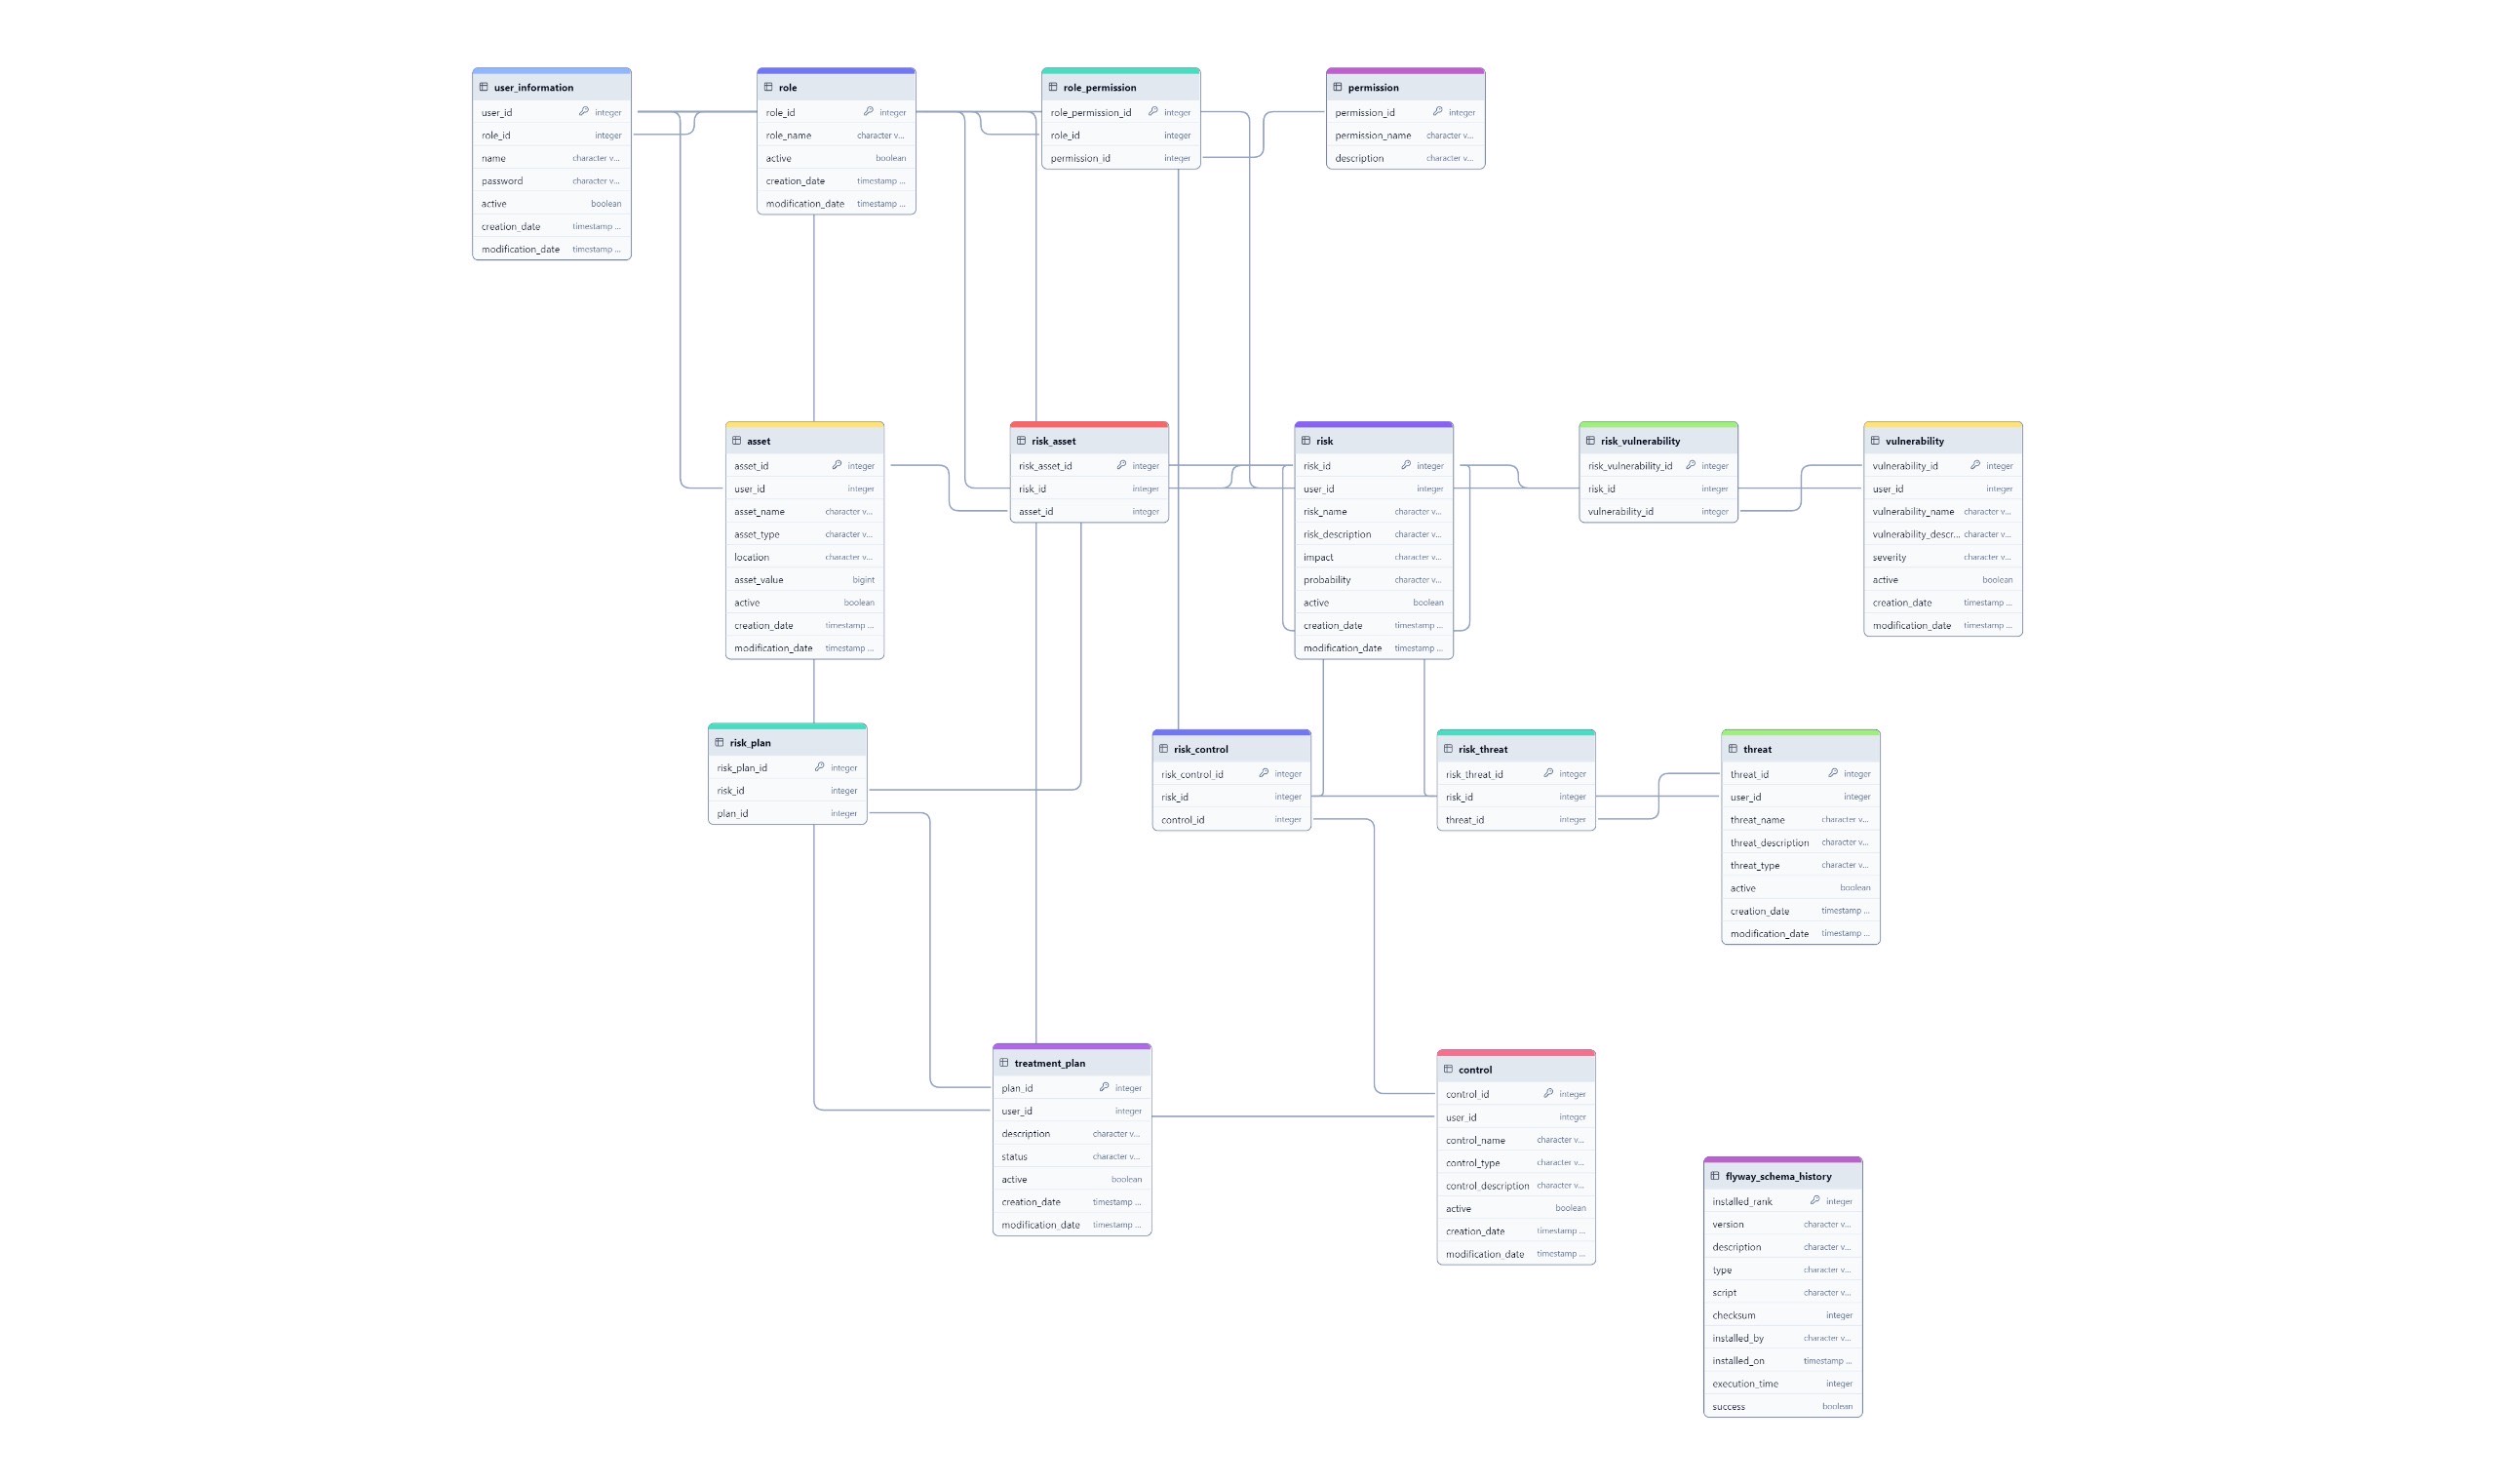 user_information
user_id integer
role_id integer
name character v...
password character v...
active boolean
creation_date timestamp ...
modification_date timestamp ...
role
role_id integer
role_name character v...
active boolean
creation_date timestamp ...
modification_date timestamp ...
role_permission
role_permission_id integer
role_id integer
permission_id integer
permission
permission_id integer
permission_name character v...
description character v...
asset
asset_id integer
user_id integer
asset_name character v...
asset_type character v...
location character v...
asset_value bigint
active boolean
creation_date timestamp ...
modification_date timestamp ...
risk_asset
risk_asset_id integer
risk_id integer
asset_id integer
risk
risk_id integer
user_id integer
risk_name character v...
risk_description character v...
impact character v...
probability character v...
active boolean
creation_date timestamp ...
modification_date timestamp ...
risk_vulnerability
risk_vulnerability_id integer
risk_id integer
vulnerability_id integer
vulnerability
vulnerability_id integer
user_id integer
vulnerability_name character v...
vulnerability_descr... character v...
severity character v...
active boolean
creation_date timestamp ...
modification_date timestamp ...
risk_plan
risk_plan_id integer
risk_id integer
plan_id integer
risk_control
risk_control_id integer
risk_id integer
control_id integer
risk_threat
risk_threat_id integer
risk_id integer
threat_id integer
threat
threat_id integer
user_id integer
threat_name character v...
threat_description character v...
threat_type character v...
active boolean
creation_date timestamp ...
modification_date timestamp ...
treatment_plan
plan_id integer
user_id integer
description character v...
status character v...
active boolean
creation_date timestamp ...
modification_date timestamp ...
control
control_id integer
user_id integer
control_name character v...
control_type character v...
control_description character v...
active boolean
creation_date timestamp ...
modification_date timestamp ...
flyway_schema_history
installed_rank integer
version character v...
description character v...
type character v...
script character v...
checksum integer
installed_by character v...
installed_on timestamp ...
execution_time integer
success boolean